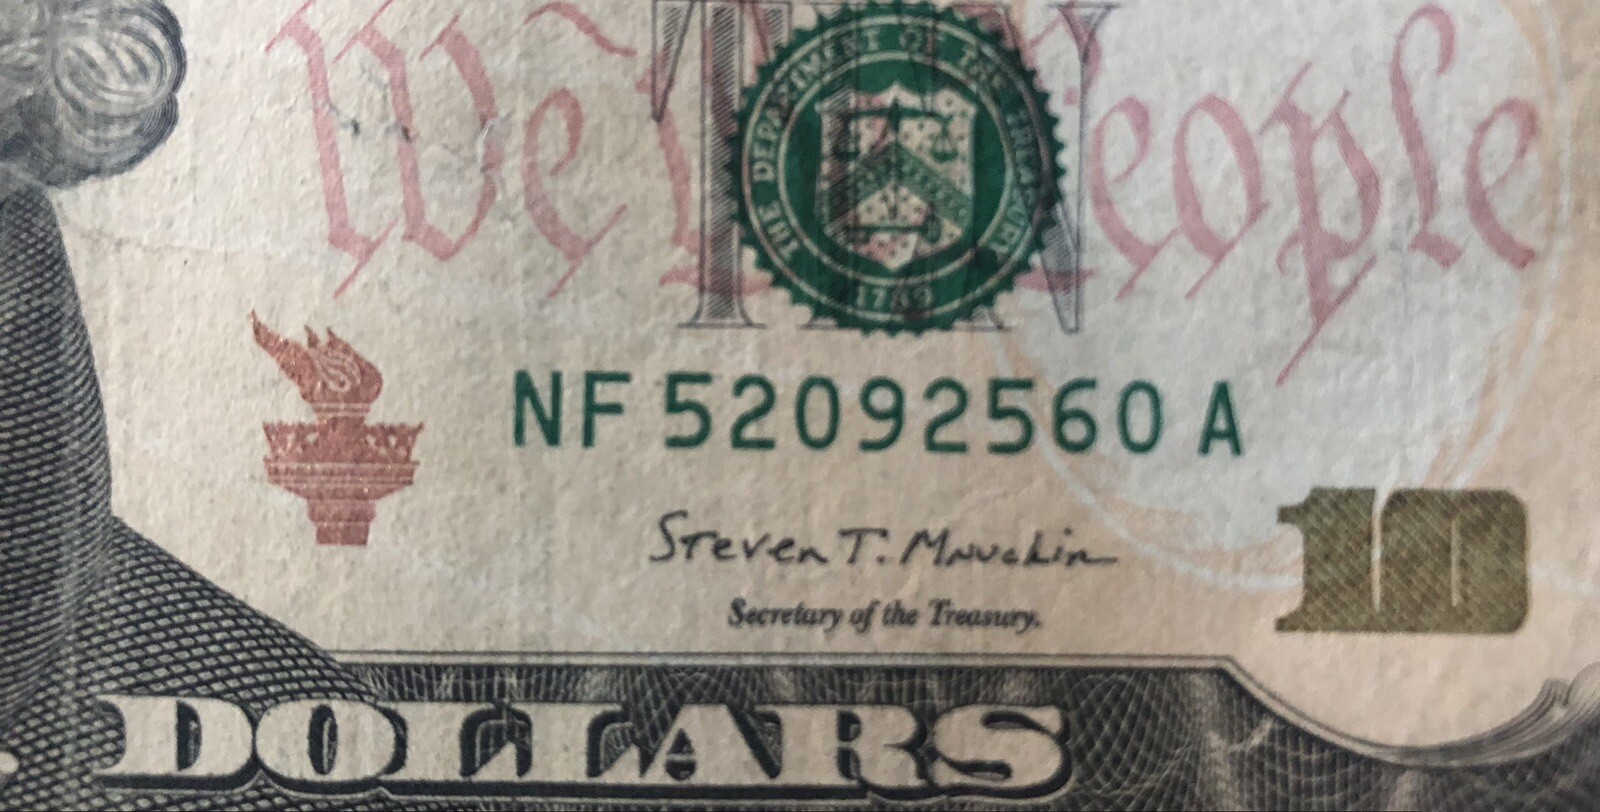 We the People
TEN
THE DEPARTMENT OF THE TREASURY
1789
NF 52092560 A
Steven T. Mnuchin
Secretary of the Treasury.
10
DOLLARS